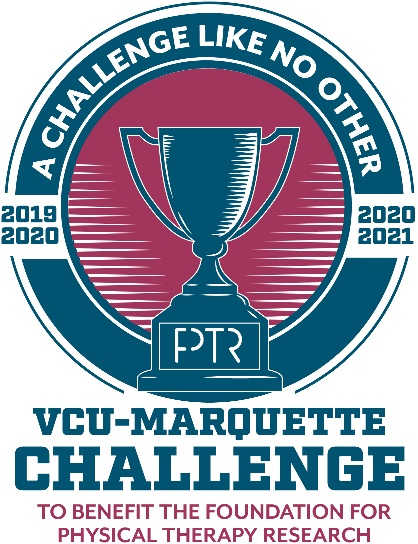 A CHALLENGE LIKE NO OTHER
2019
2020
2020
2021
FPTR
VCU-MARQUETTE
CHALLENGE
TO BENEFIT THE FOUNDATION FOR
PHYSICAL THERAPY RESEARCH